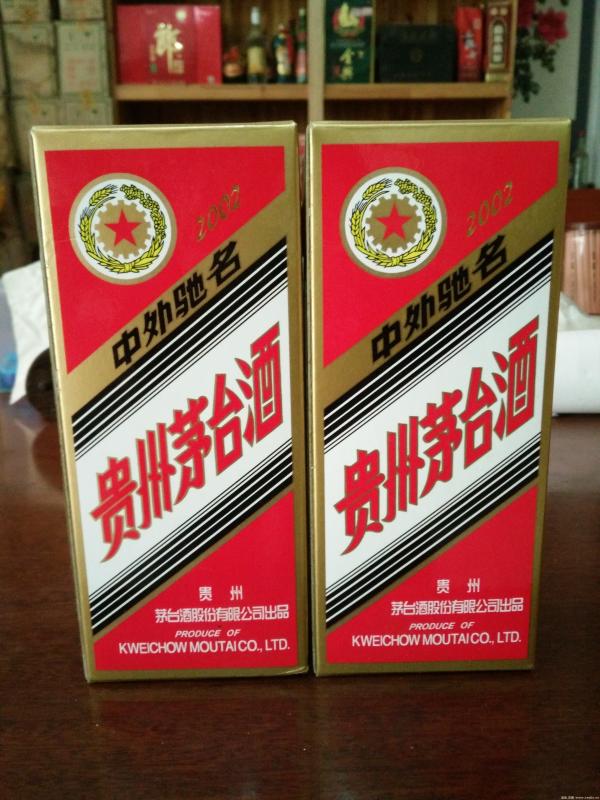 2002
中外驰名
贵州茅台酒
贵州
茅台酒股份有限公司出品
PRODUCE OF
KWEICHOW MOUTAI CO., LTD.
2002
中外驰名
贵州茅台酒
贵州
茅台酒股份有限公司出品
PRODUCE OF
KWEICHOW MOUTAI CO., LTD.
郎